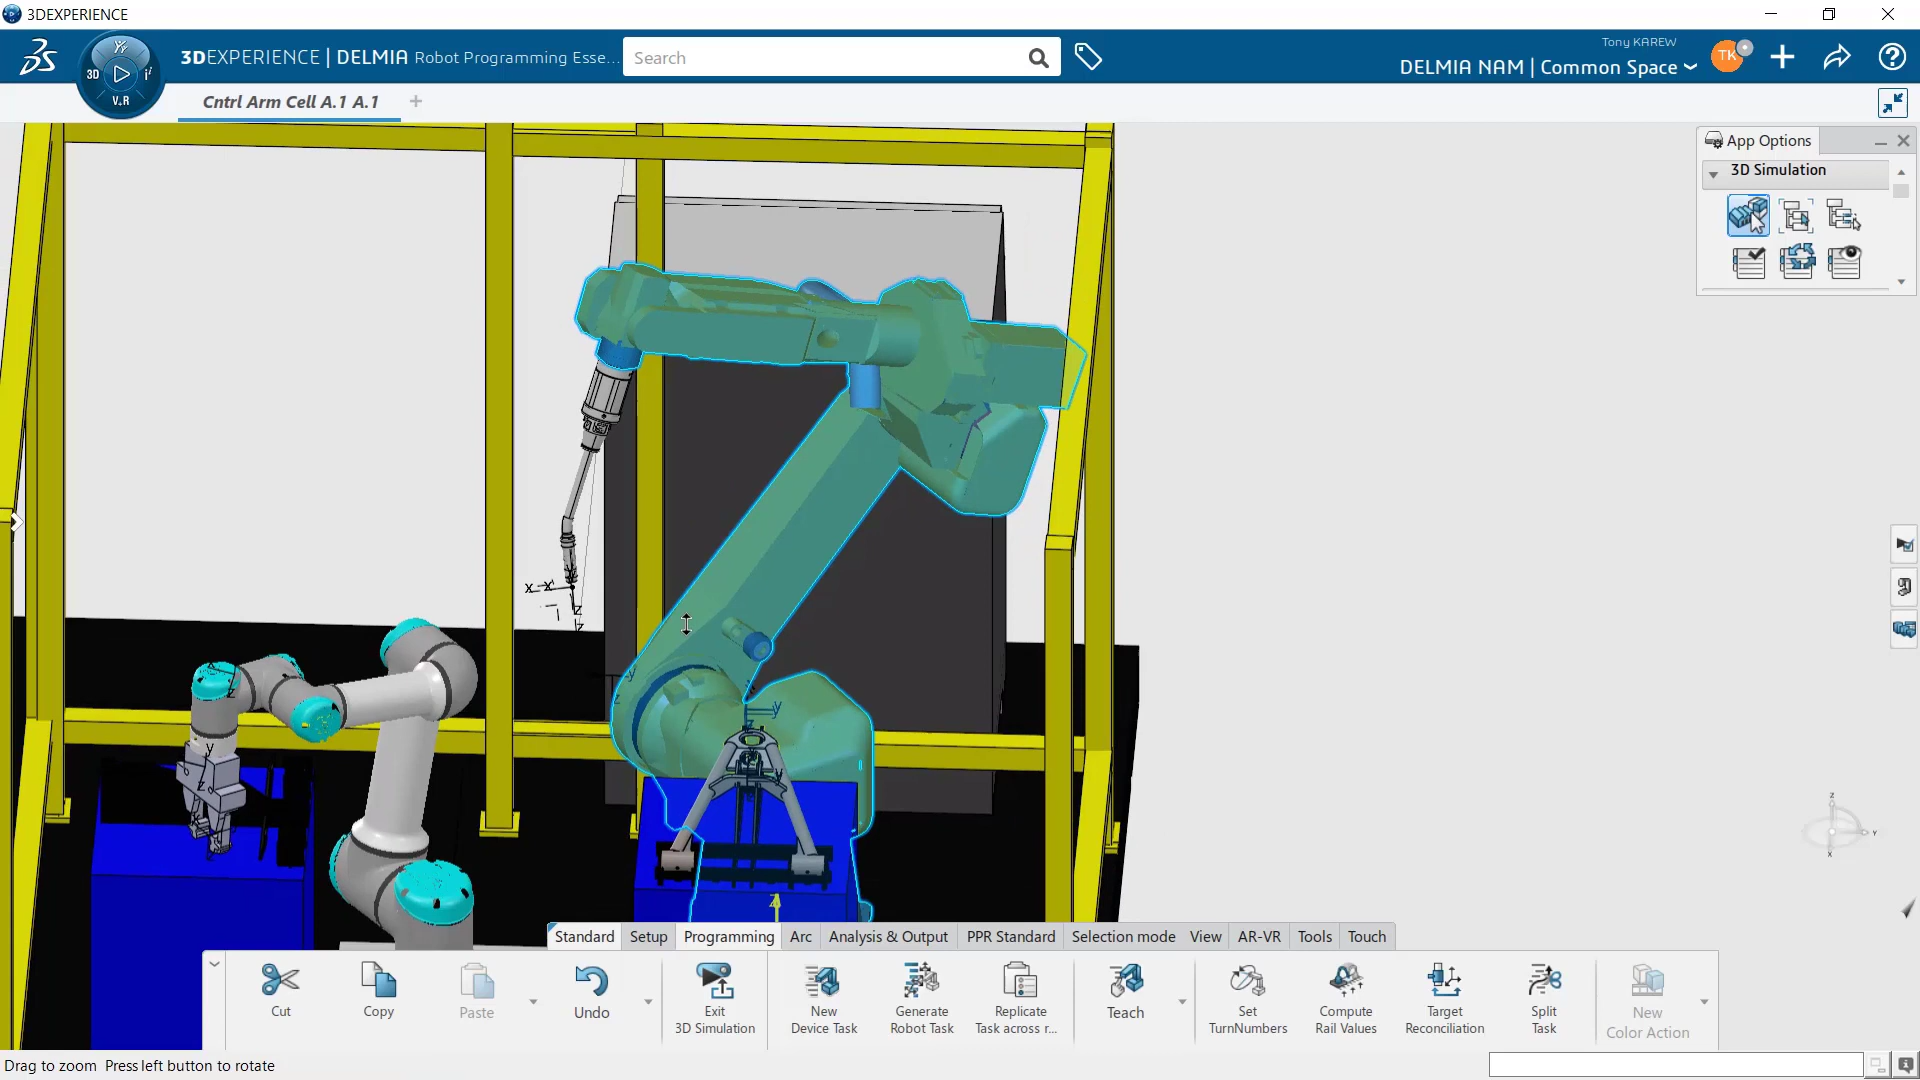 3DEXPERIENCE
3DEXPERIENCE | DELMIA Robot Programming Esse...
Search
Tony KAREW
DELMIA NAM | Common Space
TK
3D
V.R
Cntrl Arm Cell A.1 A.1
App Options
3D Simulation
Standard
Setup
Programming
Arc
Analysis & Output
PPR Standard
Selection mode
View
AR-VR
Tools
Touch
Cut
Copy
Paste
Undo
Exit
3D Simulation
New
Device Task
Generate
Robot Task
Replicate
Task across r...
Teach
Set
TurnNumbers
Compute
Rail Values
Target
Reconciliation
Split
Task
New
Color Action
Drag to zoom Press left button to rotate